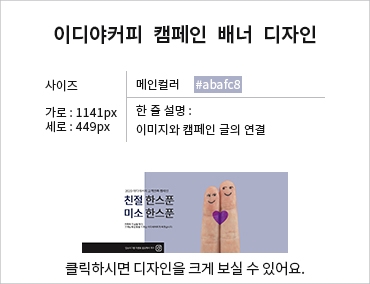 이디야커피 캠페인 배너 디자인
사이즈
가로 : 1141px
세로 : 449px
메인컬러 #abafc8
한 줄 설명 :
이미지와 캠페인 글의 연결
친절 한스푼
미소 한스푼
클릭하시면 디자인을 크게 보실 수 있어요.